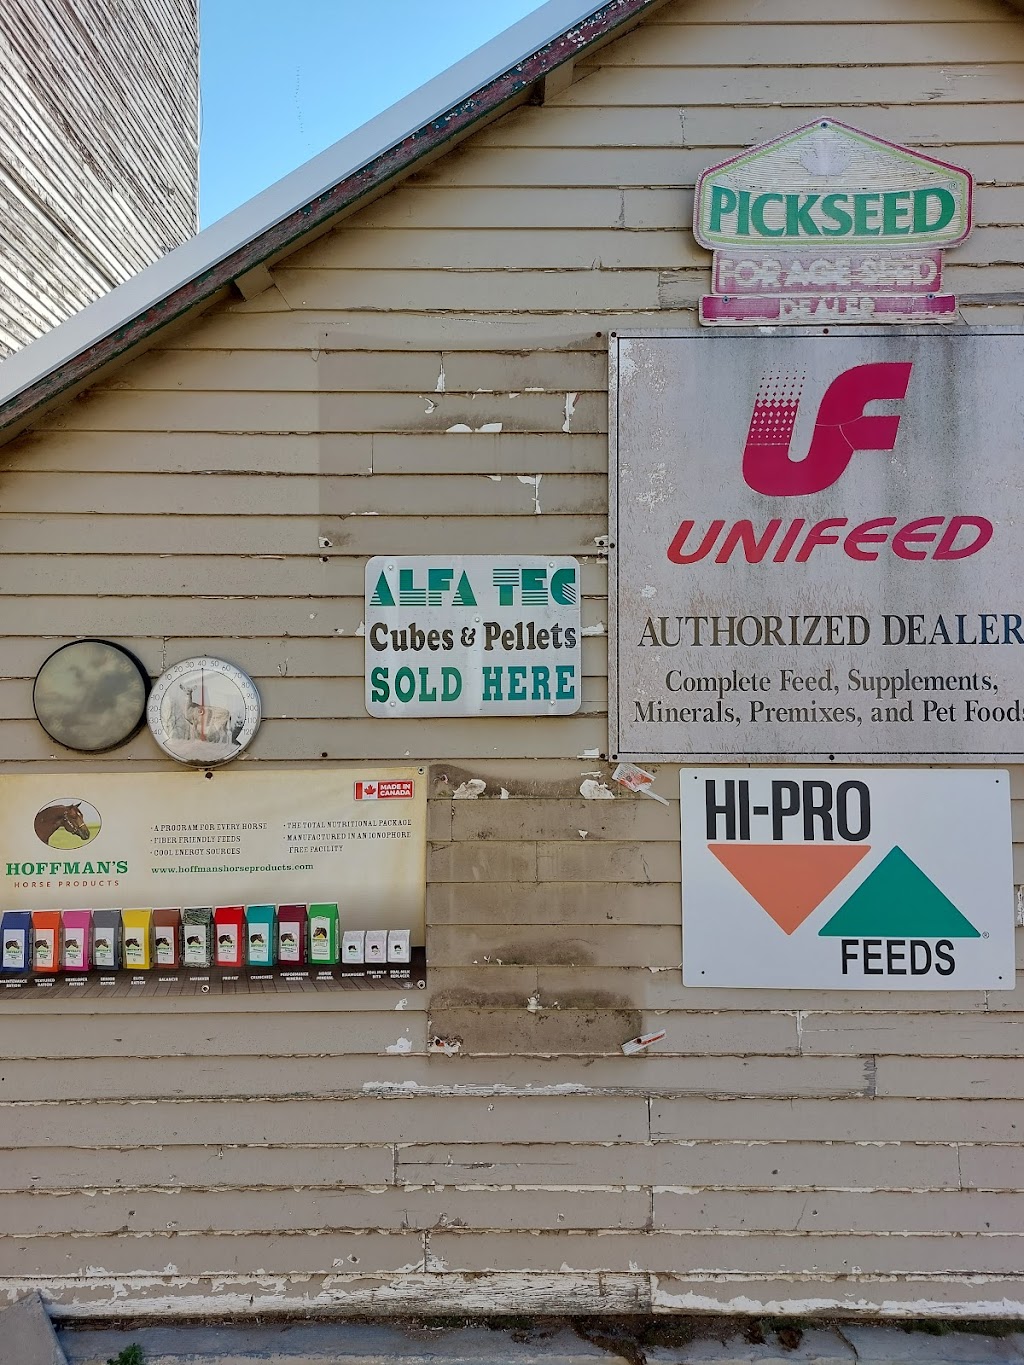 PICKSEED
FORAGE SEED
DEALER
UF
UNIFEED
AUTHORIZED DEALER
Complete Feed, Supplements,
Minerals, Premixes, and Pet Foods
ALFA TEC
Cubes & Pellets
SOLD HERE
MADE IN
CANADA
HOFFMAN'S
HORSE PRODUCTS
· A PROGRAM FOR EVERY HORSE
· FIBER FRIENDLY FEEDS
· COOL ENERGY SOURCES
· THE TOTAL NUTRITIONAL PACKAGE
· MANUFACTURED IN AN IONOPHORE
FREE FACILITY
www.hoffmanshorseproducts.com
HI-PRO
FEEDS